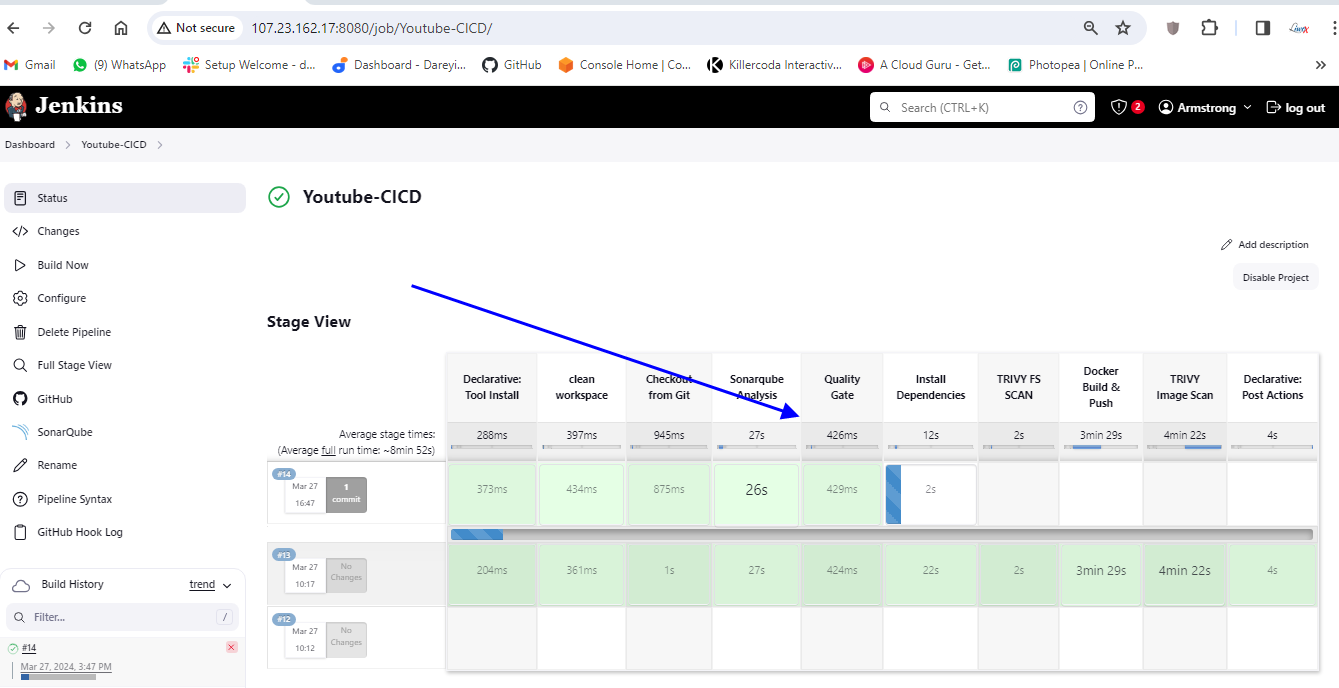 Not secure 107.23.162.17:8080/job/Youtube-CICD/
Gmail (9) WhatsApp Setup Welcome - d... Dashboard - Dareyi... GitHub Console Home | Co... Killercoda Interactiv... A Cloud Guru - Get... Photopea | Online P... »
Jenkins Search (CTRL+K) 2 Armstrong log out
Dashboard Youtube-CICD
Status
Changes
Build Now
Configure
Delete Pipeline
Full Stage View
GitHub
SonarQube
Rename
Pipeline Syntax
GitHub Hook Log
Build History trend
Filter... /
#14
Mar 27, 2024, 3:47 PM
Youtube-CICD
Add description
Disable Project
Stage View
Declarative: Tool Install
clean workspace
Checkout from Git
Sonarqube Analysis
Quality Gate
Install Dependencies
TRIVY FS SCAN
Docker Build & Push
TRIVY Image Scan
Declarative: Post Actions
Average stage times: 288ms 397ms 945ms 27s 426ms 12s 2s 3min 29s 4min 22s 4s
(Average full run time: ~8min 52s)
#14
Mar 27 16:47 1 commit 373ms 434ms 875ms 26s 429ms 2s
#13
Mar 27 10:17 No Changes 204ms 361ms 1s 27s 424ms 22s 2s 3min 29s 4min 22s 4s
#12
Mar 27 10:12 No Changes